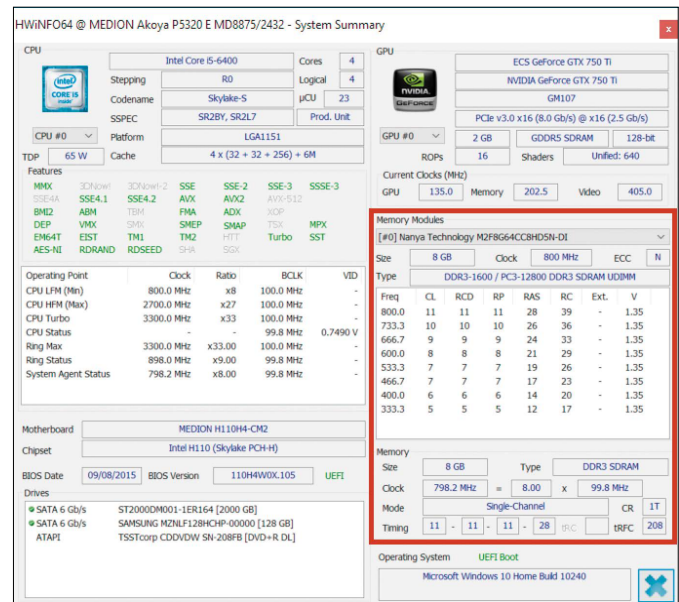 HWiNFO64 @ MEDION Akoya P5320 E MD8875/2432 - System Summary
x
CPU
Intel Core i5-6400 Cores 4
intel CORE i5 inside
Stepping R0 Logical 4
Codename Skylake-S µCU 23
SSPEC SR2BY, SR2L7 Prod. Unit
CPU #0 Platform LGA1151
TDP 65 W Cache 4 x (32 + 32 + 256) + 6M
Features
MMX 3DNow! 3DNow!-2 SSE SSE-2 SSE-3 SSSE-3
SSE4A SSE4.1 SSE4.2 AVX AVX2 AVX-512
BMI2 ABM TBM FMA ADX XOP
DEP VMX SMX SMEP SMAP TSX MPX
EM64T EIST TM1 TM2 HTT Turbo SST
AES-NI RDRAND RDSEED SHA SGX
Operating Point Clock Ratio BCLK VID
CPU LFM (Min) 800.0 MHz x8 100.0 MHz -
CPU HFM (Max) 2700.0 MHz x27 100.0 MHz -
CPU Turbo 3300.0 MHz x33 100.0 MHz -
CPU Status - - 99.8 MHz 0.7490 V
Ring Max 3300.0 MHz x33.00 100.0 MHz -
Ring Status 898.0 MHz x9.00 99.8 MHz -
System Agent Status 798.2 MHz x8.00 99.8 MHz -
Motherboard MEDION H110H4-CM2
Chipset Intel H110 (Skylake PCH-H)
BIOS Date 09/08/2015 BIOS Version 110H4W0X.105 UEFI
Drives
SATA 6 Gb/s ST2000DM001-1ER164 [2000 GB]
SATA 6 Gb/s SAMSUNG MZNLF128HCHP-00000 [128 GB]
ATAPI TSSTcorp CDDVDW SN-208FB [DVD+R DL]
GPU
ECS GeForce GTX 750 Ti
NVIDIA GeForce GTX 750 Ti
NVIDIA GEFORCE
GM107
PCIe v3.0 x16 (8.0 Gb/s) @ x16 (2.5 Gb/s)
GPU #0 2 GB GDDR5 SDRAM 128-bit
ROPs 16 Shaders Unified: 640
Current Clocks (MHz)
GPU 135.0 Memory 202.5 Video 405.0
Memory Modules
[#0] Nanya Technology M2F8G64CC8HD5N-DI
Size 8 GB Clock 800 MHz ECC N
Type DDR3-1600 / PC3-12800 DDR3 SDRAM UDIMM
Freq CL RCD RP RAS RC Ext. V
800.0 11 11 11 28 39 - 1.35
733.3 10 10 10 26 36 - 1.35
666.7 9 9 9 24 33 - 1.35
600.0 8 8 8 21 29 - 1.35
533.3 7 7 7 19 26 - 1.35
466.7 7 7 7 17 23 - 1.35
400.0 6 6 6 14 20 - 1.35
333.3 5 5 5 12 17 - 1.35
Memory
Size 8 GB Type DDR3 SDRAM
Clock 798.2 MHz = 8.00 x 99.8 MHz
Mode Single-Channel CR 1T
Timing 11 - 11 - 11 - 28 tRC tRFC 208
Operating System UEFI Boot
Microsoft Windows 10 Home Build 10240